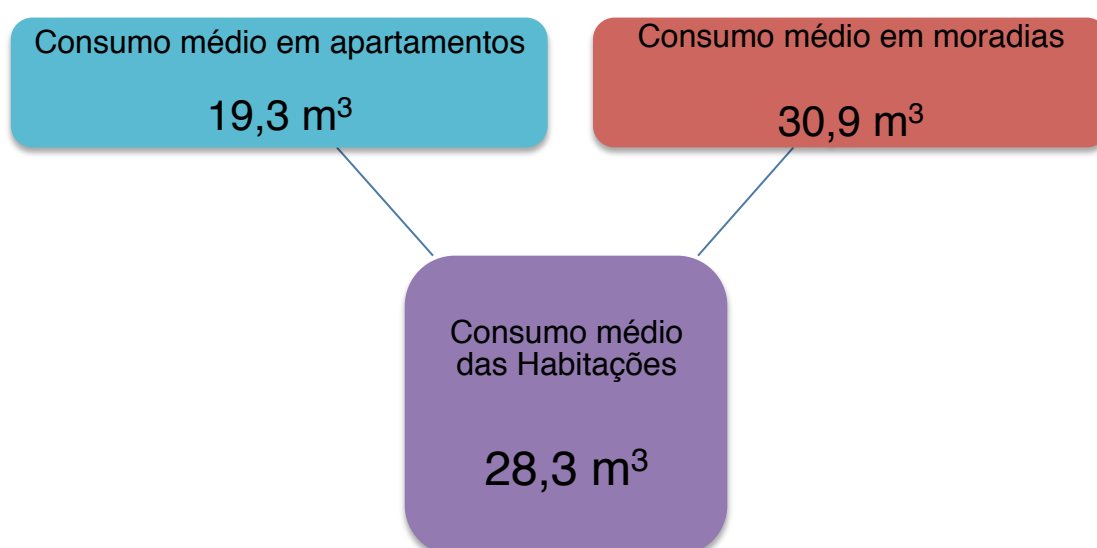 Consumo médio em apartamentos
19,3 m³
Consumo médio em moradias
30,9 m³
Consumo médio
das Habitações
28,3 m³